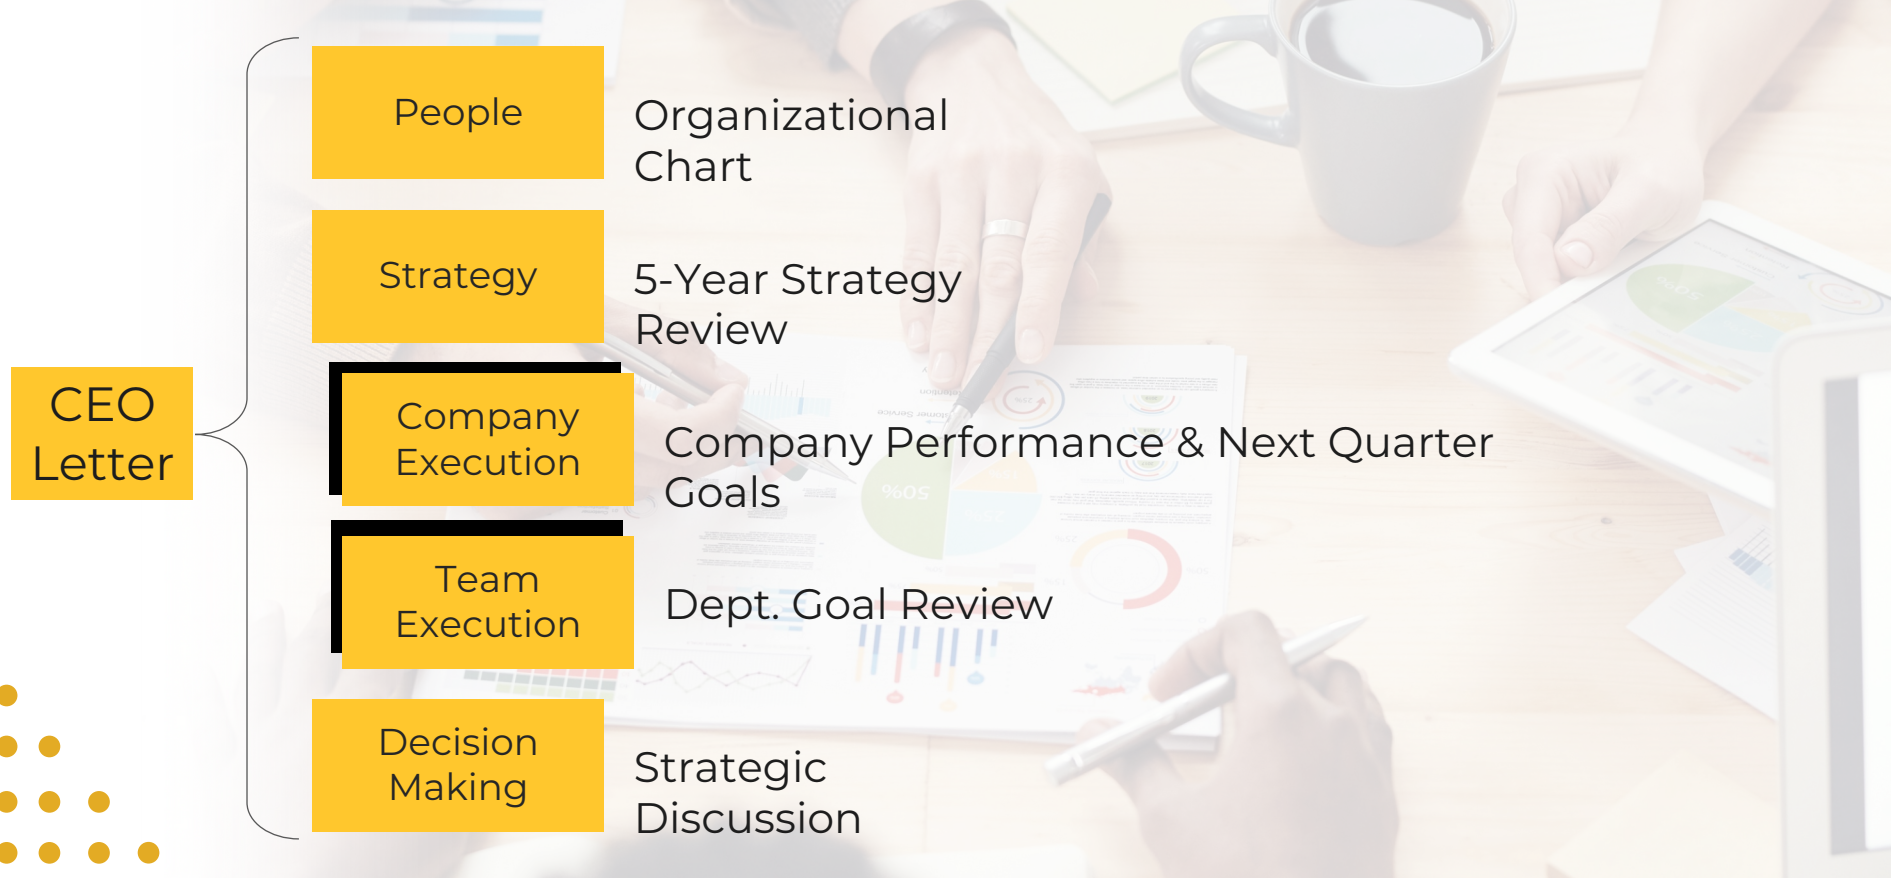 People
Organizational
Chart
Strategy
5-Year Strategy
Review
CEO
Letter
Company
Execution
Company Performance & Next Quarter
Goals
Team
Execution
Dept. Goal Review
Decision
Making
Strategic
Discussion
50%